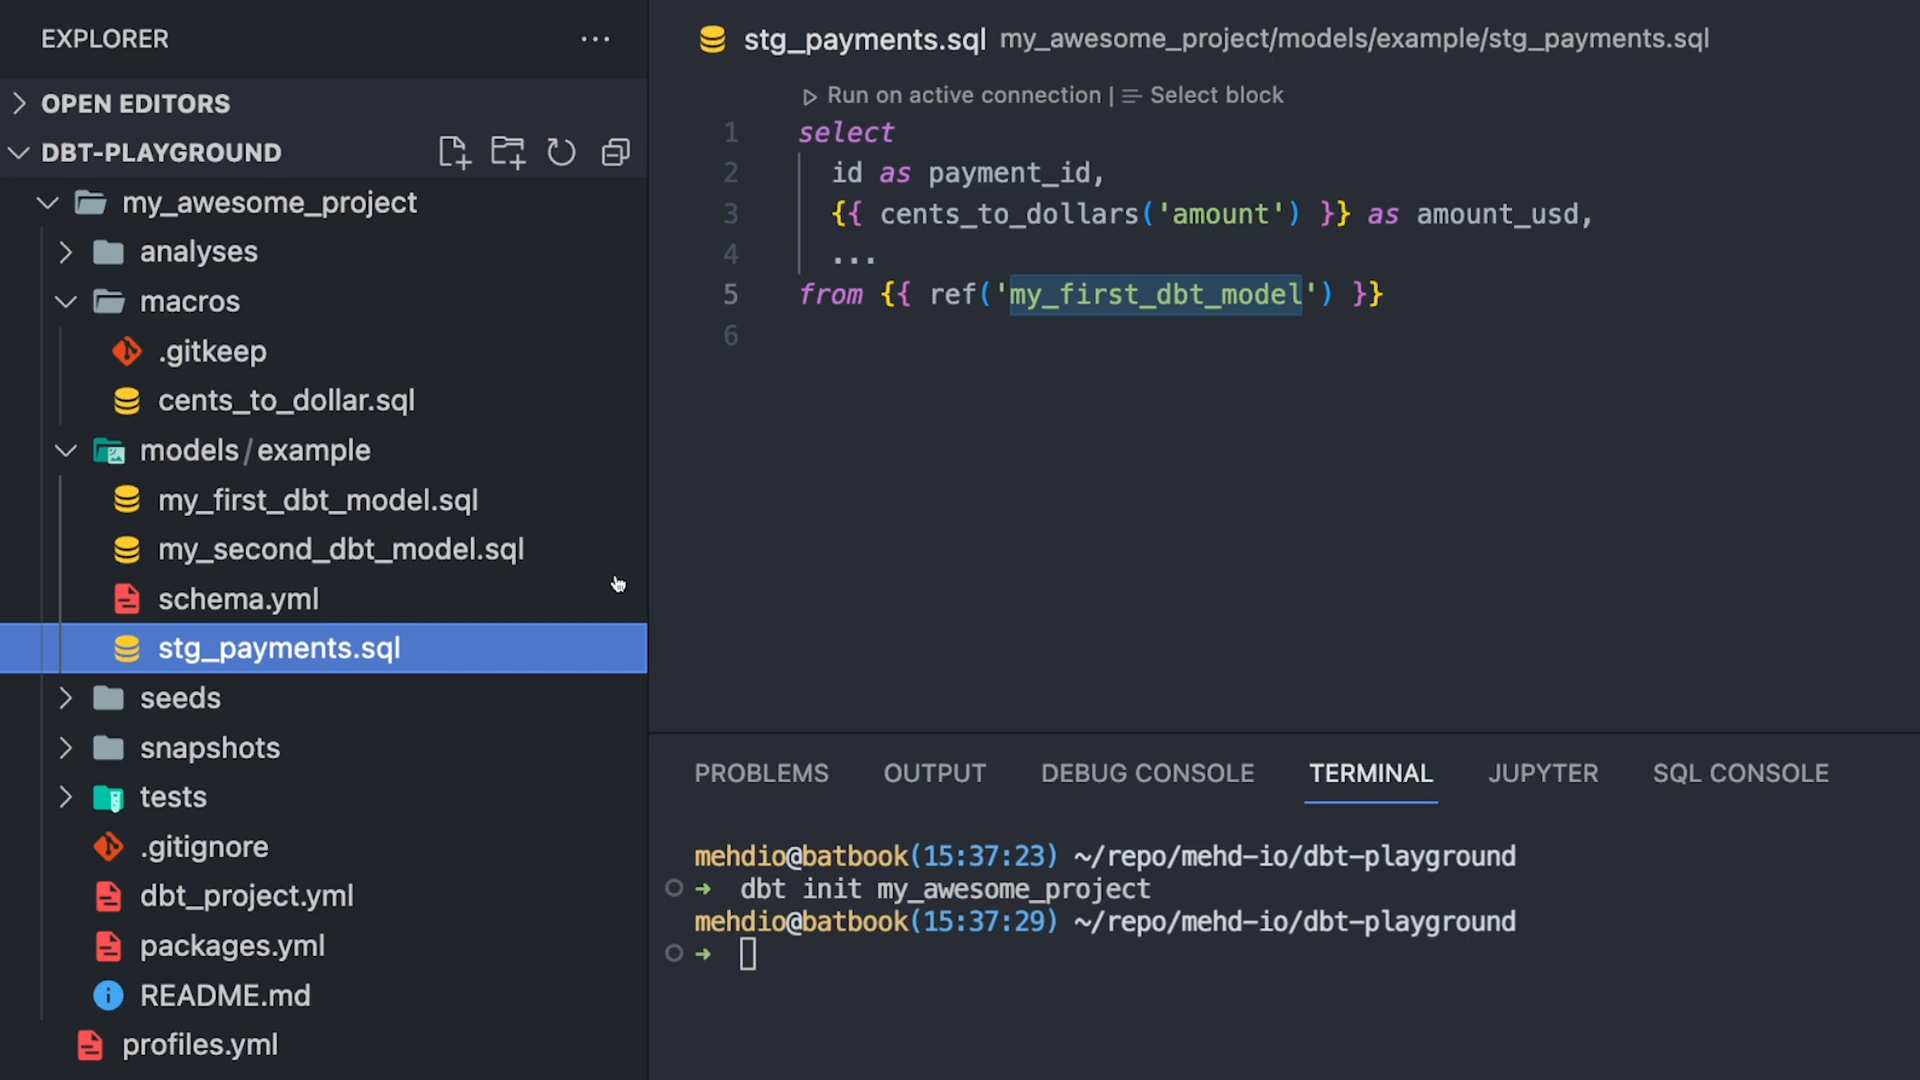 EXPLORER
OPEN EDITORS
DBT-PLAYGROUND
my_awesome_project
analyses
macros
.gitkeep
cents_to_dollar.sql
models/example
my_first_dbt_model.sql
my_second_dbt_model.sql
schema.yml
stg_payments.sql
seeds
snapshots
tests
.gitignore
dbt_project.yml
packages.yml
README.md
profiles.yml
stg_payments.sql my_awesome_project/models/example/stg_payments.sql
Run on active connection | Select block
1 select
2 id as payment_id,
3 {{ cents_to_dollars('amount') }} as amount_usd,
4 ...
5 from {{ ref('my_first_dbt_model') }}
6
PROBLEMS OUTPUT DEBUG CONSOLE TERMINAL JUPYTER SQL CONSOLE
mehdio@batbook(15:37:23) ~/repo/mehd-io/dbt-playground
➜ dbt init my_awesome_project
mehdio@batbook(15:37:29) ~/repo/mehd-io/dbt-playground
➜